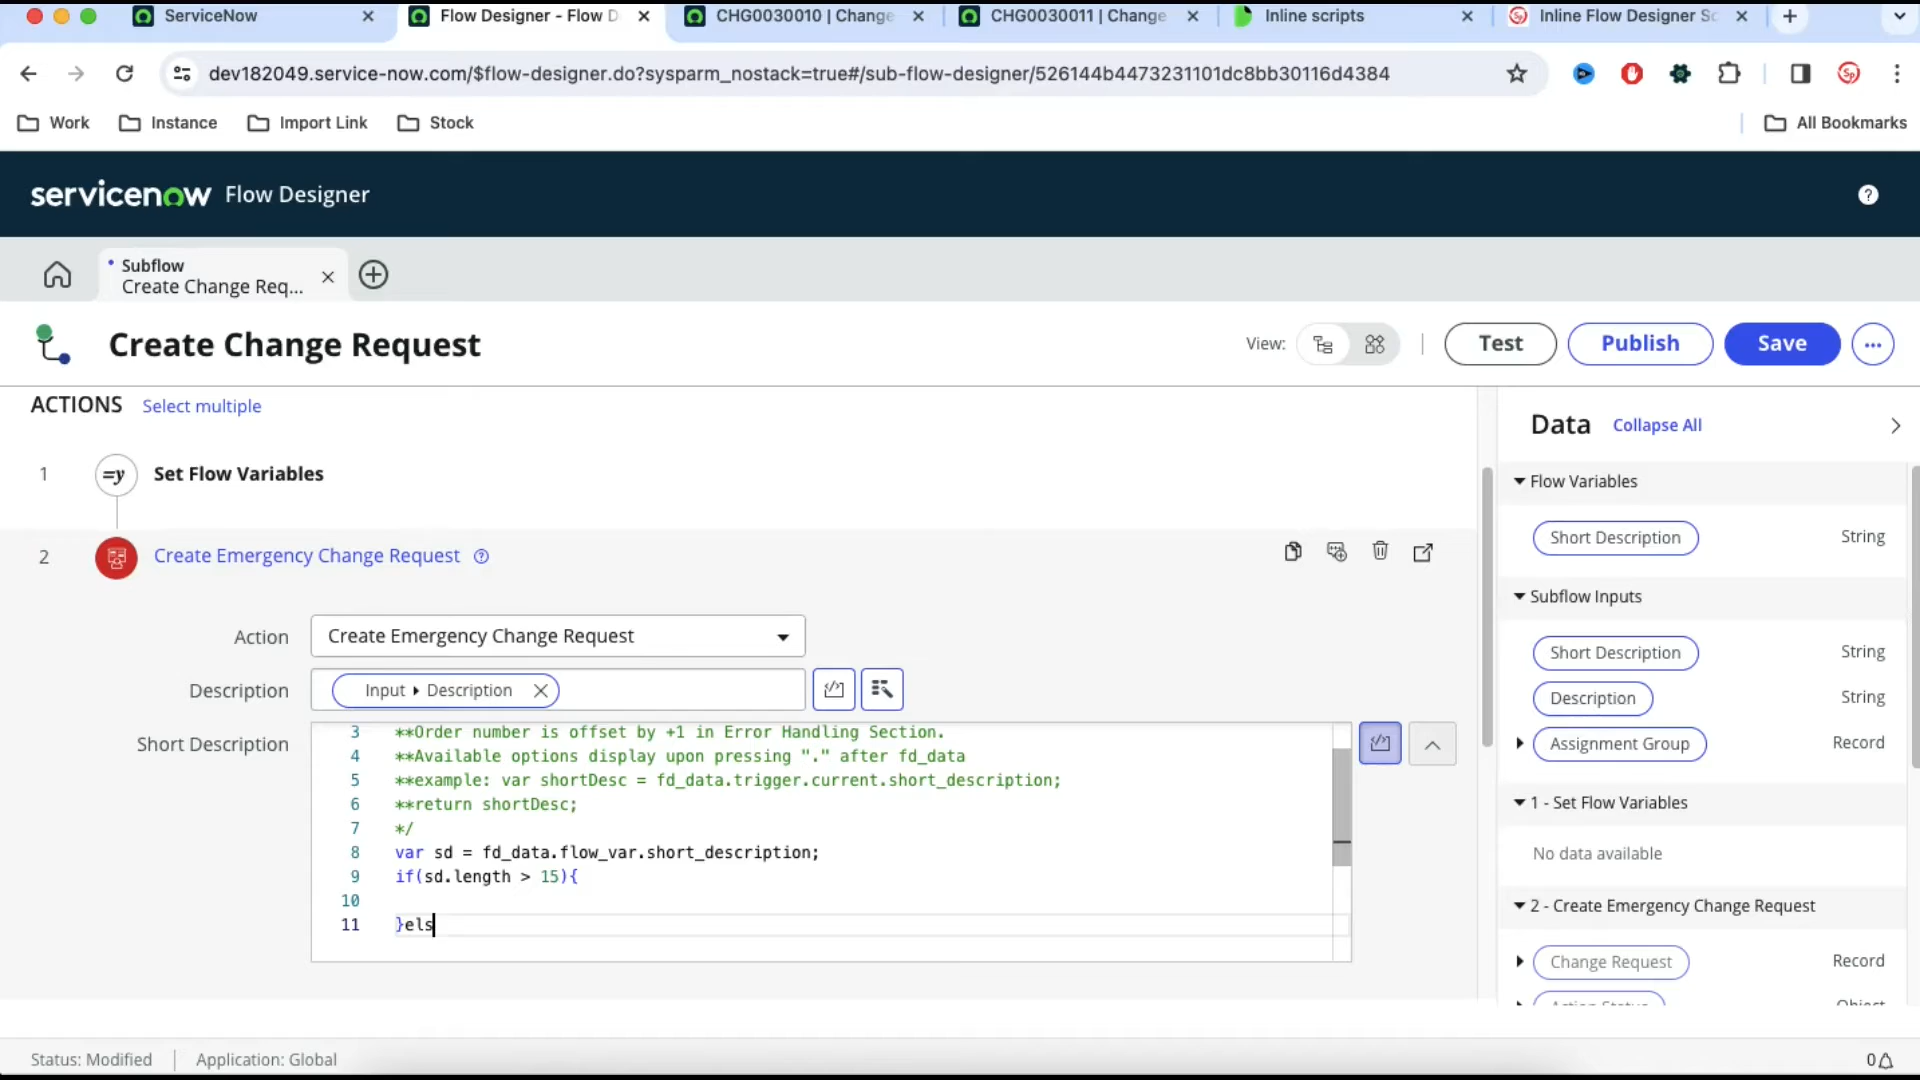 ServiceNow
Flow Designer - Flow D
CHG0030010 | Change
CHG0030011 | Change
Inline scripts
Inline Flow Designer Sc
dev182049.service-now.com/$flow-designer.do?sysparm_nostack=true#/sub-flow-designer/526144b4473231101dc8bb30116d4384
Work
Instance
Import Link
Stock
All Bookmarks
servicenow Flow Designer
Subflow
Create Change Req...
Create Change Request
View:
Test
Publish
Save
ACTIONS Select multiple
1 =y Set Flow Variables
2 Create Emergency Change Request
Action Create Emergency Change Request
Description Input Description
Short Description
3 **Order number is offset by +1 in Error Handling Section.
4 **Available options display upon pressing "." after fd_data
5 **example: var shortDesc = fd_data.trigger.current.short_description;
6 **return shortDesc;
7 */
8 var sd = fd_data.flow_var.short_description;
9 if(sd.length > 15){
10
11 }els
Data Collapse All
Flow Variables
Short Description String
Subflow Inputs
Short Description String
Description String
Assignment Group Record
1 - Set Flow Variables
No data available
2 - Create Emergency Change Request
Change Request Record
Action Status Object
Status: Modified
Application: Global
0